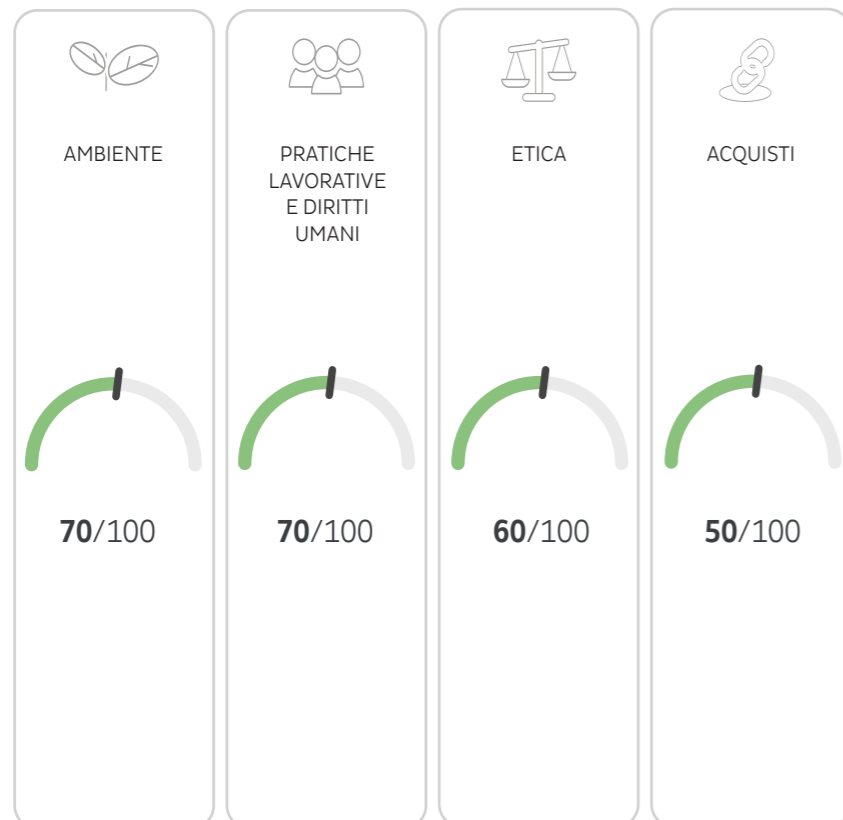 AMBIENTE
PRATICHE
LAVORATIVE
E DIRITTI
UMANI
ETICA
ACQUISTI
70/100
70/100
60/100
50/100